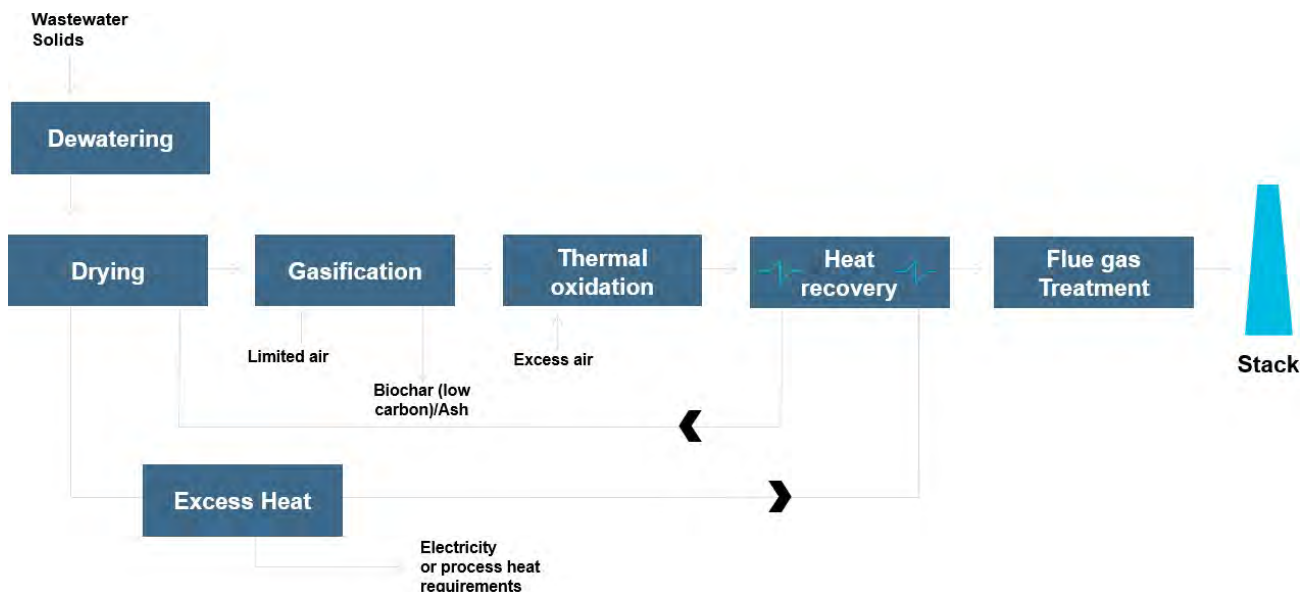 Wastewater
Solids
Dewatering
Drying
Gasification
Thermal
oxidation
Heat
recovery
Flue gas
Treatment
Limited air
Excess air
Biochar (low
carbon)/Ash
Stack
Excess Heat
Electricity
or process heat
requirements